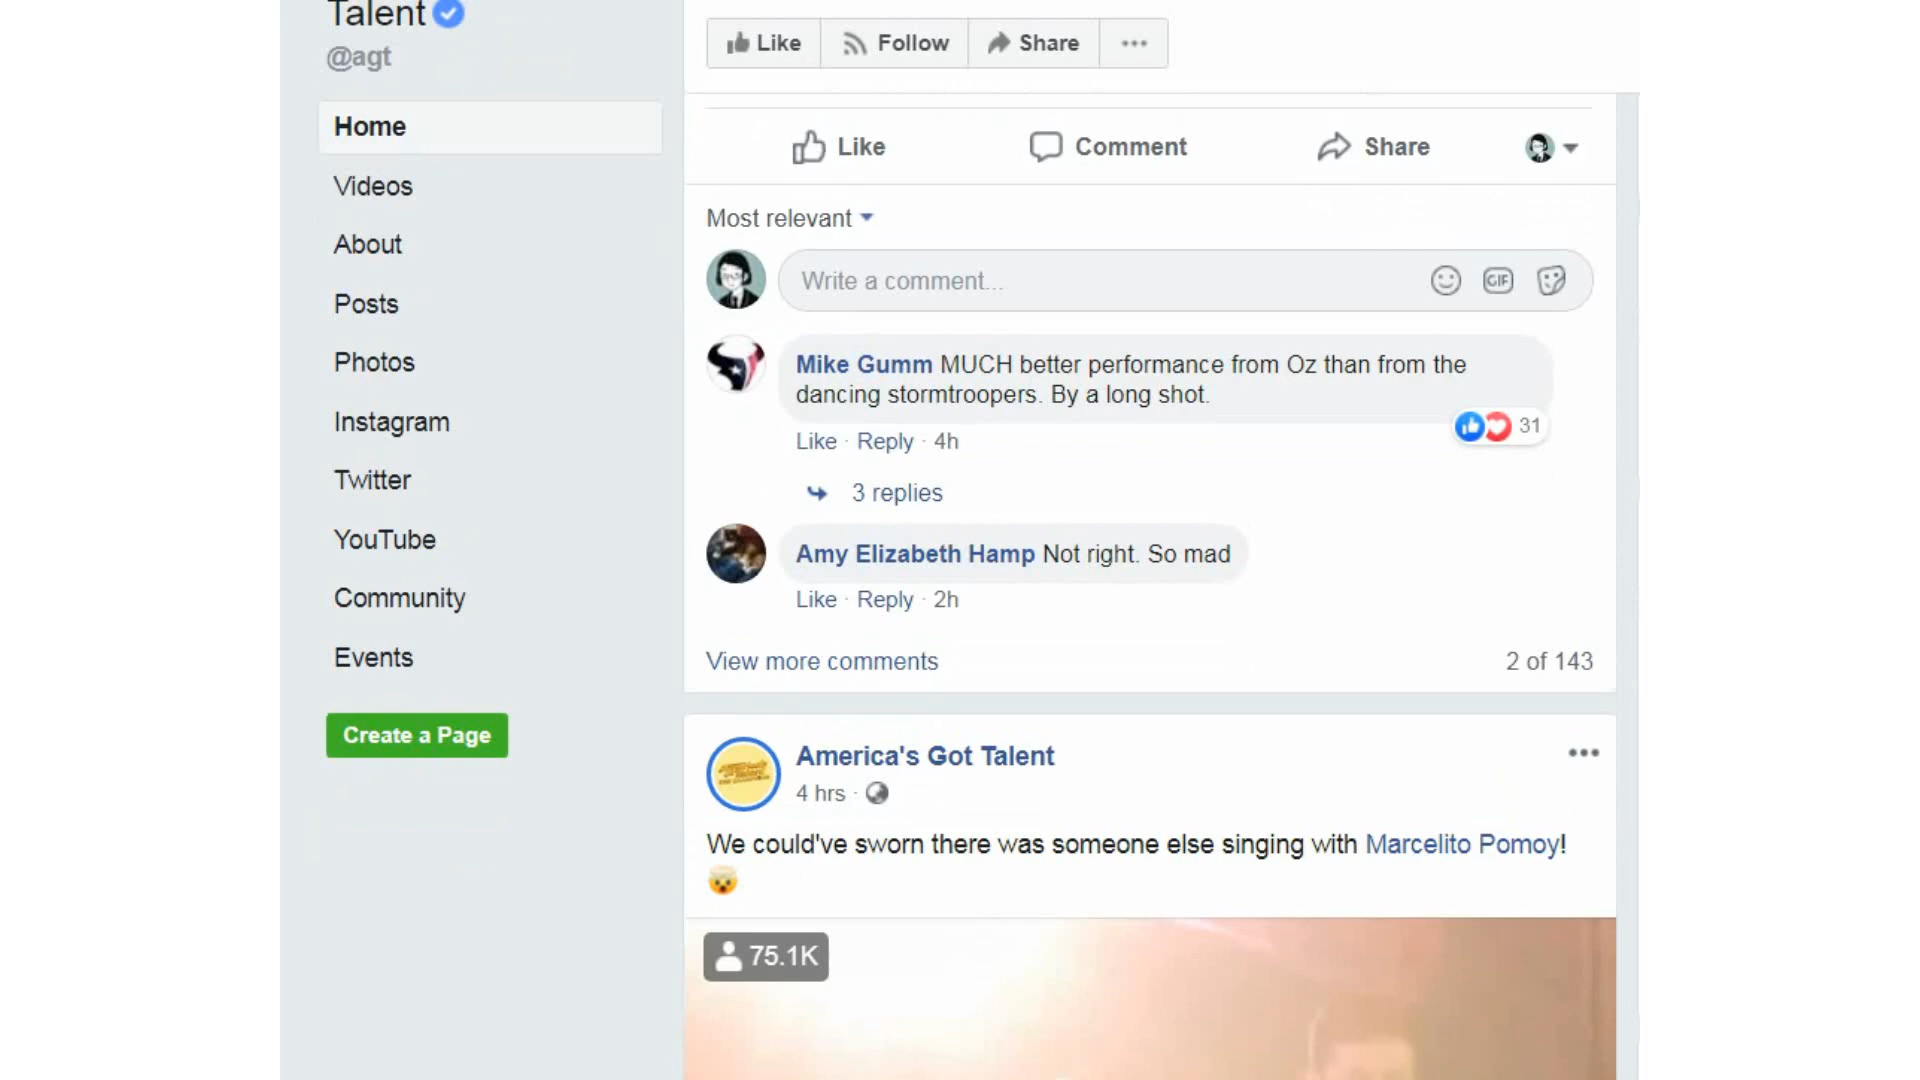 Talent
@agt
Home
Videos
About
Posts
Photos
Instagram
Twitter
YouTube
Community
Events
Create a Page
Like
Follow
Share
Like
Comment
Share
Most relevant
Write a comment...
GIF
Mike Gumm MUCH better performance from Oz than from the
dancing stormtroopers. By a long shot.
31
Like · Reply · 4h
3 replies
Amy Elizabeth Hamp Not right. So mad
Like · Reply · 2h
View more comments
2 of 143
America's Got Talent
4 hrs ·
We could've sworn there was someone else singing with Marcelito Pomoy!
🤯
75.1K